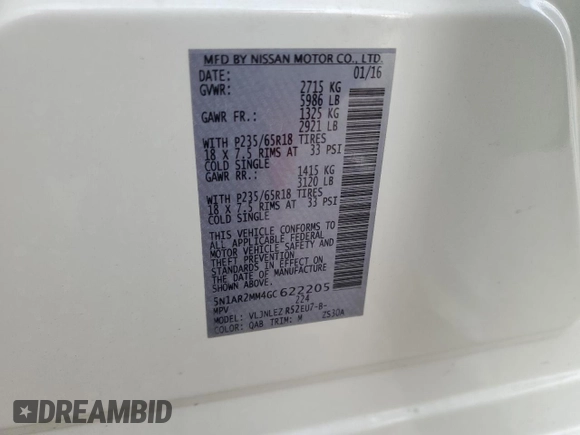 MFD BY NISSAN MOTOR CO., LTD.
DATE: 01/16
GVWR: 2715 KG
5986 LB
GAWR FR.: 1325 KG
2921 LB
WITH P235/65R18 TIRES
18 X 7.5 RIMS AT 33 PSI
COLD SINGLE
GAWR RR.: 1415 KG
3120 LB
WITH P235/65R18 TIRES
18 X 7.5 RIMS AT 33 PSI
COLD SINGLE
THIS VEHICLE CONFORMS TO
ALL APPLICABLE FEDERAL
MOTOR VEHICLE SAFETY AND
THEFT PREVENTION
STANDARDS IN EFFECT ON
THE DATE OF MANUFACTURE
SHOWN ABOVE.
5N1AR2MM4GC622205
MPV 224
MODEL: VLJNLEZ R52EU7-B-
COLOR: QAB TRIM: M 2S30A
DREAMBID